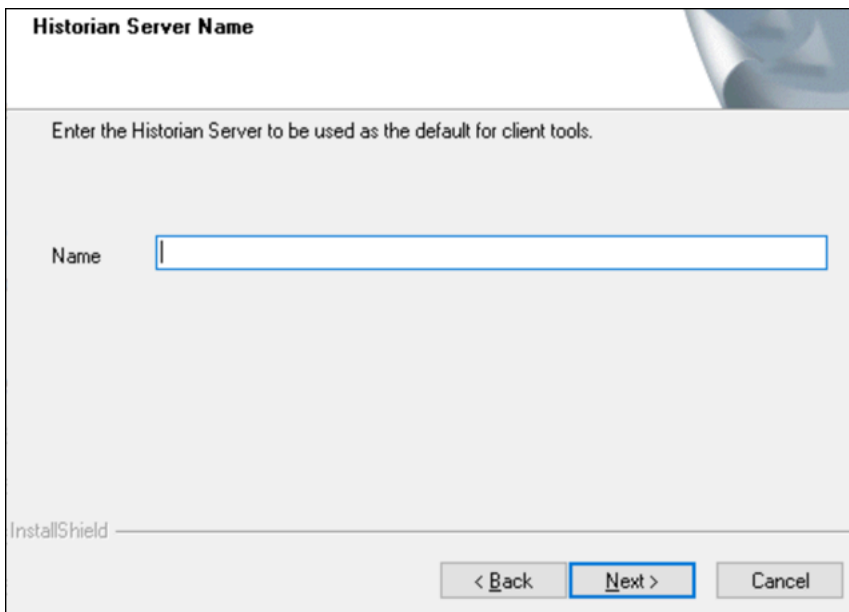 Historian Server Name
Enter the Historian Server to be used as the default for client tools.
Name
InstallShield
< Back Next > Cancel